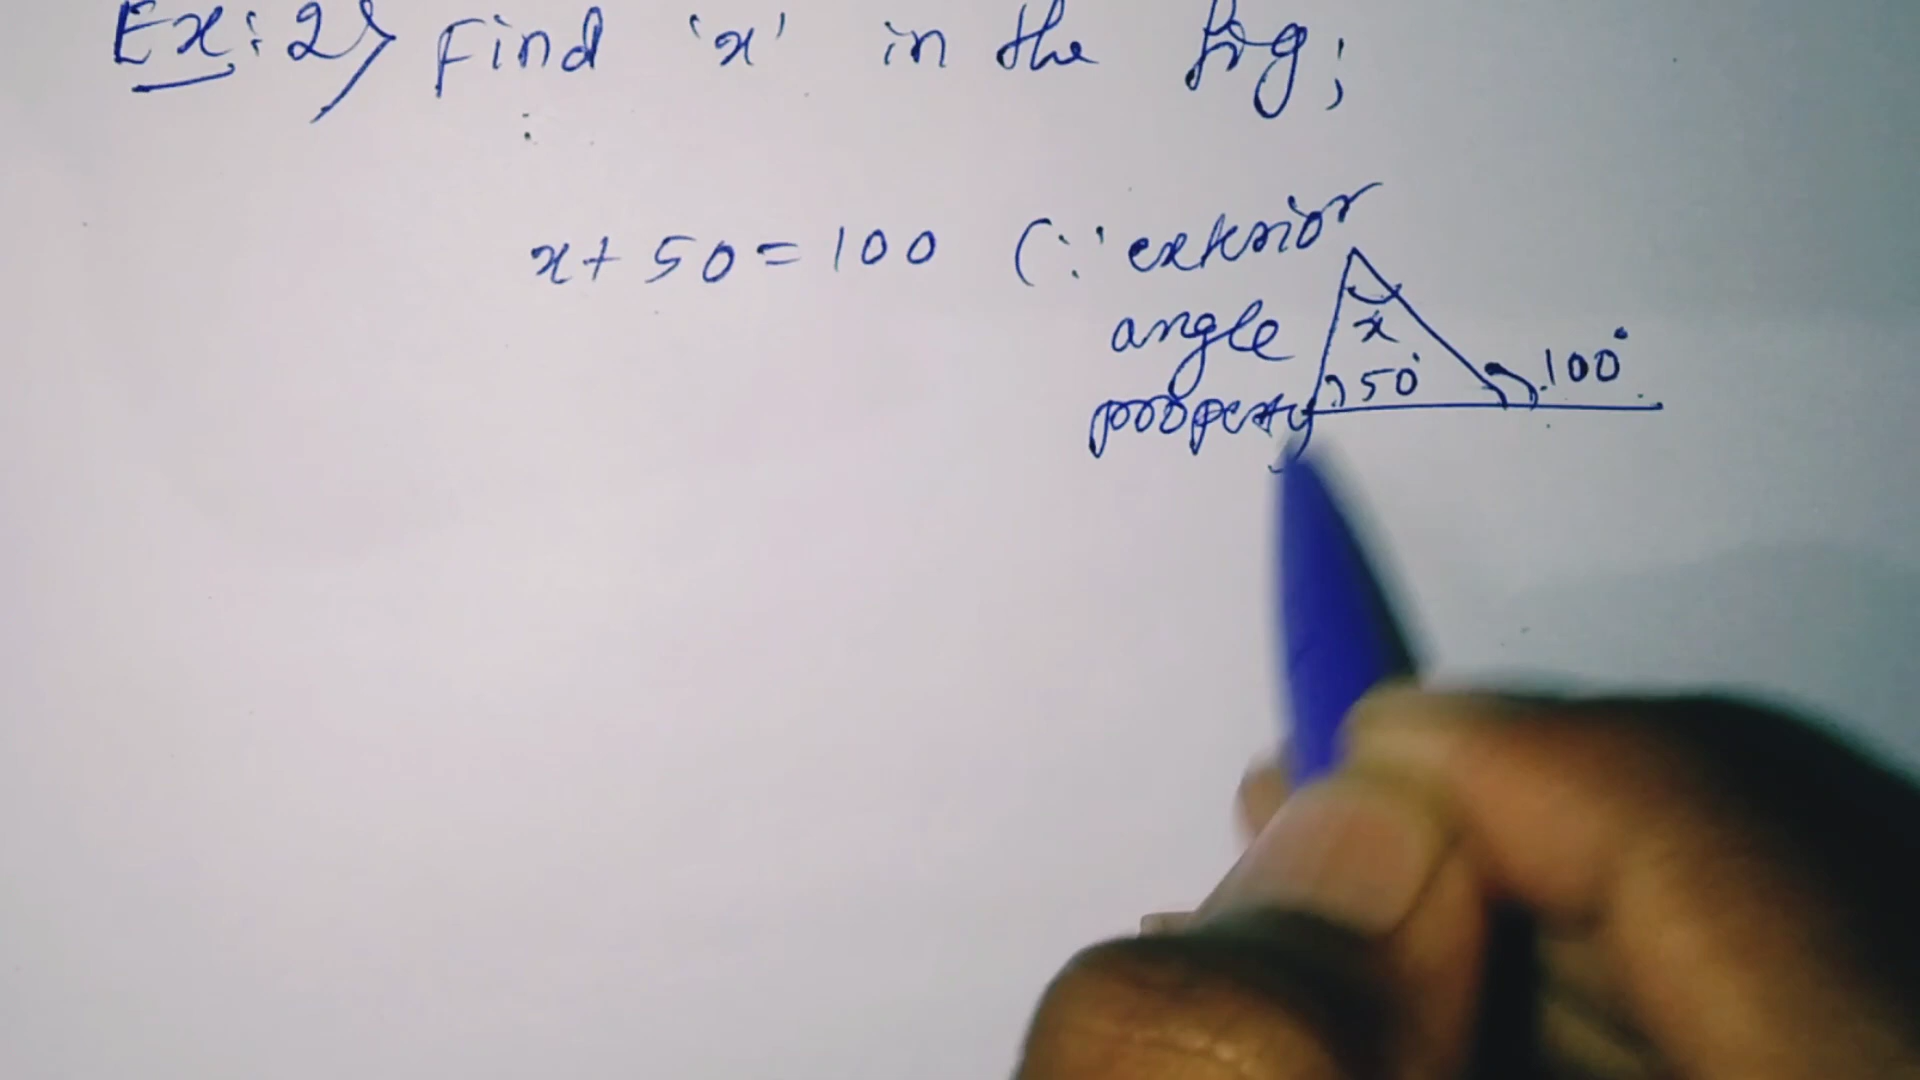 Ex: 2) Find 'x' in the fig;
x + 50 = 100 (∵ exterior
angle
property
x
50°
100°